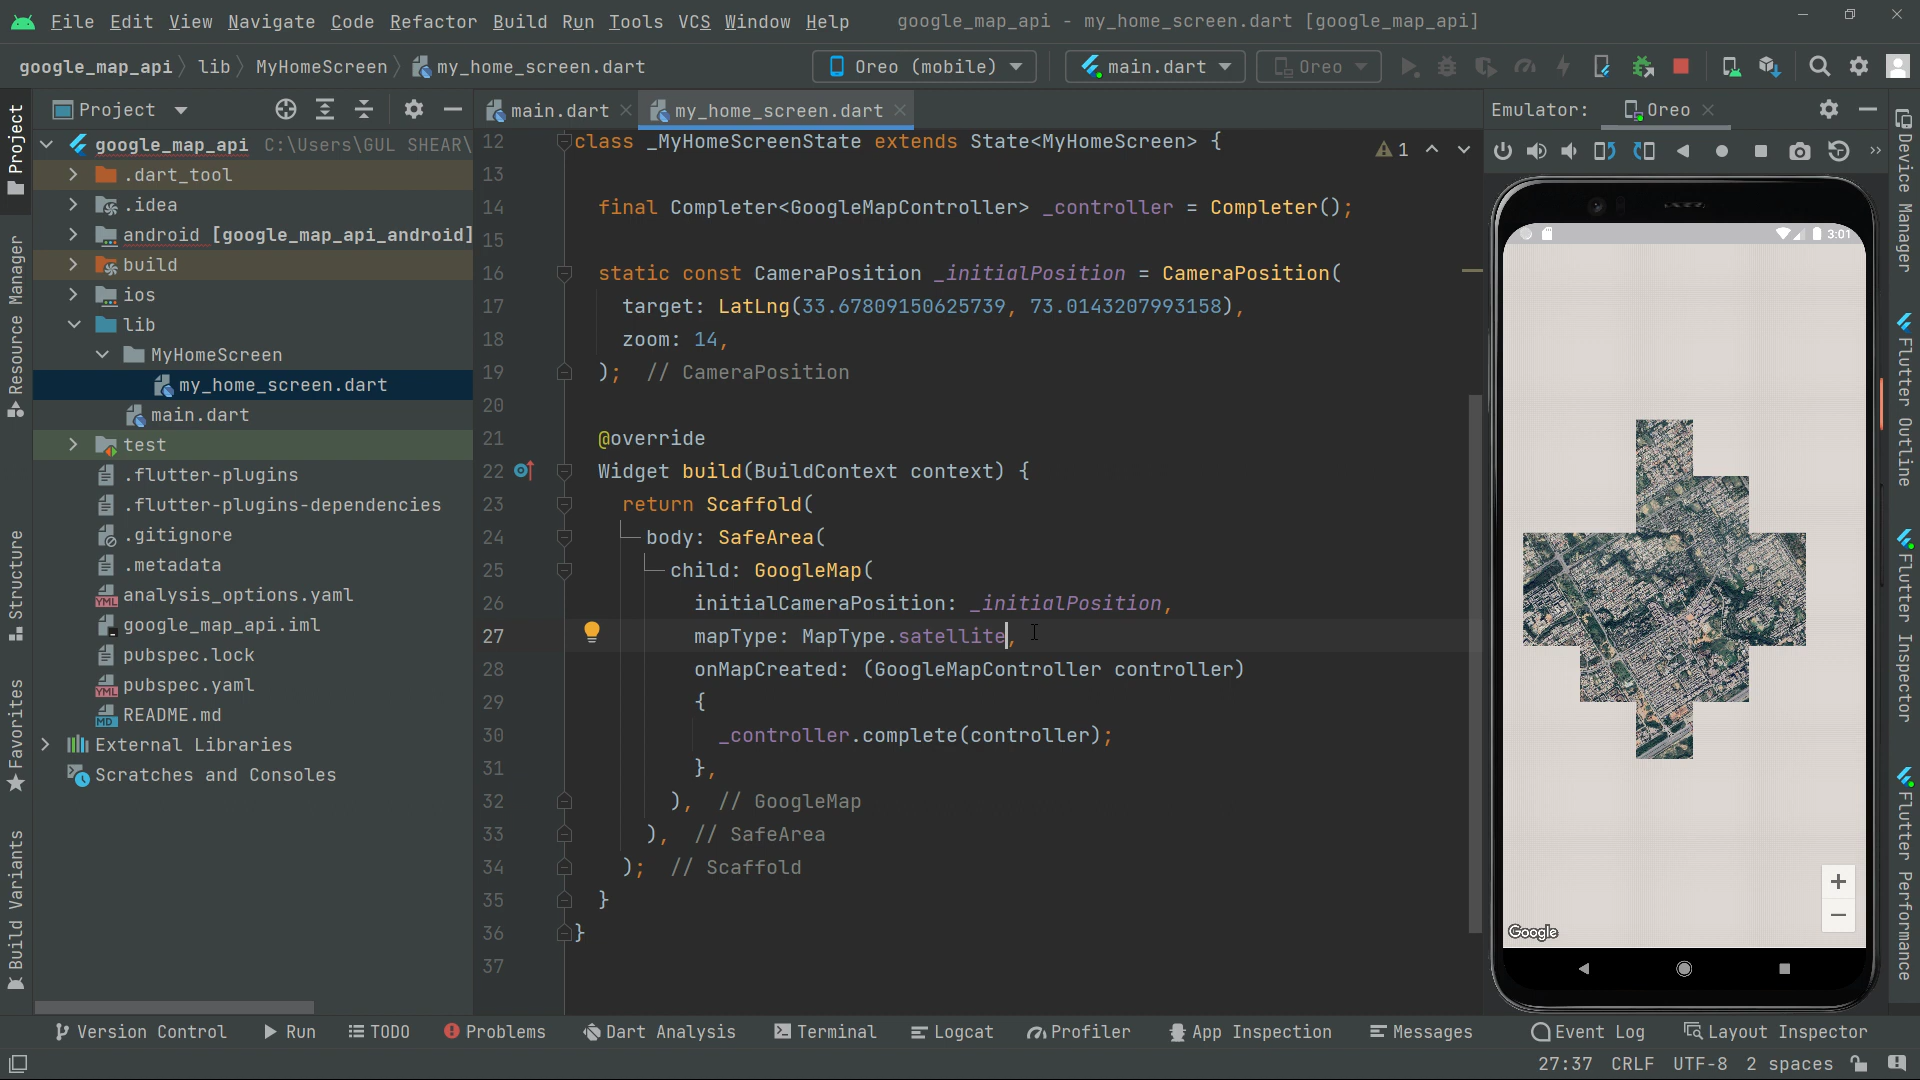 File Edit View Navigate Code Refactor Build Run Tools VCS Window Help google_map_api - my_home_screen.dart [google_map_api]
google_map_api lib MyHomeScreen my_home_screen.dart Oreo (mobile) main.dart Oreo
Project
main.dart my_home_screen.dart
Emulator: Oreo
google_map_api C:\Users\GUL SHEAR\
.dart_tool
.idea
android [google_map_api_android]
build
ios
lib
MyHomeScreen
my_home_screen.dart
main.dart
test
.flutter-plugins
.flutter-plugins-dependencies
.gitignore
.metadata
analysis_options.yaml
google_map_api.iml
pubspec.lock
pubspec.yaml
README.md
External Libraries
Scratches and Consoles
Project
Resource Manager
Structure
Favorites
Build Variants
1
12 class _MyHomeScreenState extends State<MyHomeScreen> {
13
14 final Completer<GoogleMapController> _controller = Completer();
15
16 static const CameraPosition _initialPosition = CameraPosition(
17 target: LatLng(33.67809150625739, 73.0143207993158),
18 zoom: 14,
19 ); // CameraPosition
20
21 @override
22 Widget build(BuildContext context) {
23 return Scaffold(
24 body: SafeArea(
25 child: GoogleMap(
26 initialCameraPosition: _initialPosition,
27 mapType: MapType.satellite,
28 onMapCreated: (GoogleMapController controller)
29 {
30 _controller.complete(controller);
31 },
32 ), // GoogleMap
33 ), // SafeArea
34 ); // Scaffold
35 }
36 }
37
3:01
Google
Device Manager
Flutter Outline
Flutter Inspector
Flutter Performance
Version Control Run TODO Problems Dart Analysis Terminal Logcat Profiler App Inspection Messages Event Log Layout Inspector
27:37 CRLF UTF-8 2 spaces